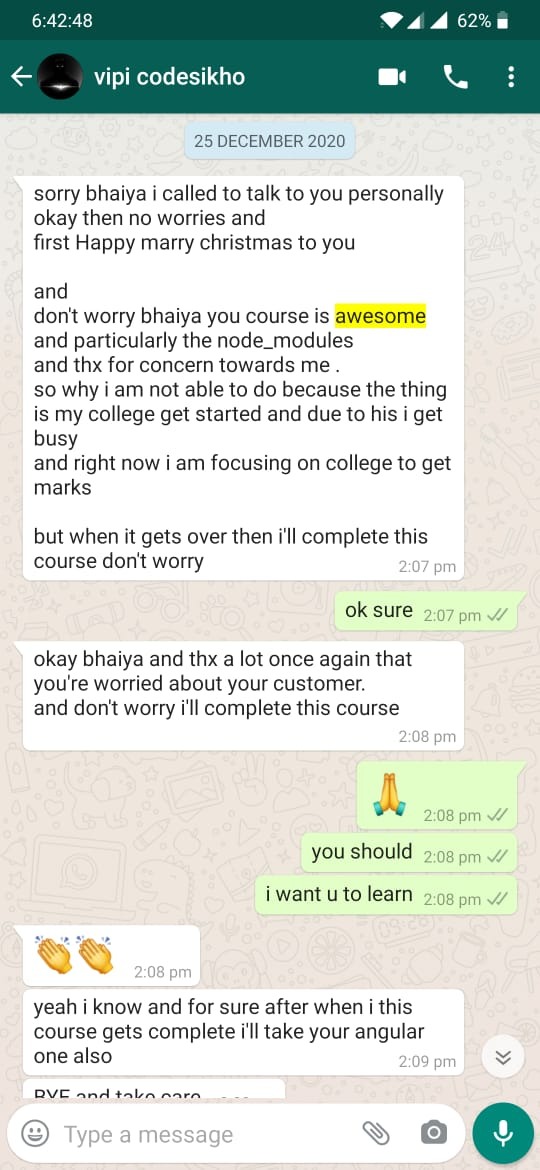 6:42:48
62%
vipi codesikho
25 DECEMBER 2020
sorry bhaiya i called to talk to you personally
okay then no worries and
first Happy marry christmas to you
and
don't worry bhaiya you course is awesome
and particularly the node_modules
and thx for concern towards me .
so why i am not able to do because the thing
is my college get started and due to his i get
busy
and right now i am focusing on college to get
marks
but when it gets over then i'll complete this
course don't worry
2:07 pm
ok sure 2:07 pm
okay bhaiya and thx a lot once again that
you're worried about your customer.
and don't worry i'll complete this course
2:08 pm
🙏 2:08 pm
you should 2:08 pm
i want u to learn 2:08 pm
👏👏 2:08 pm
yeah i know and for sure after when i this
course gets complete i'll take your angular
one also 2:09 pm
BYE and take care
Type a message